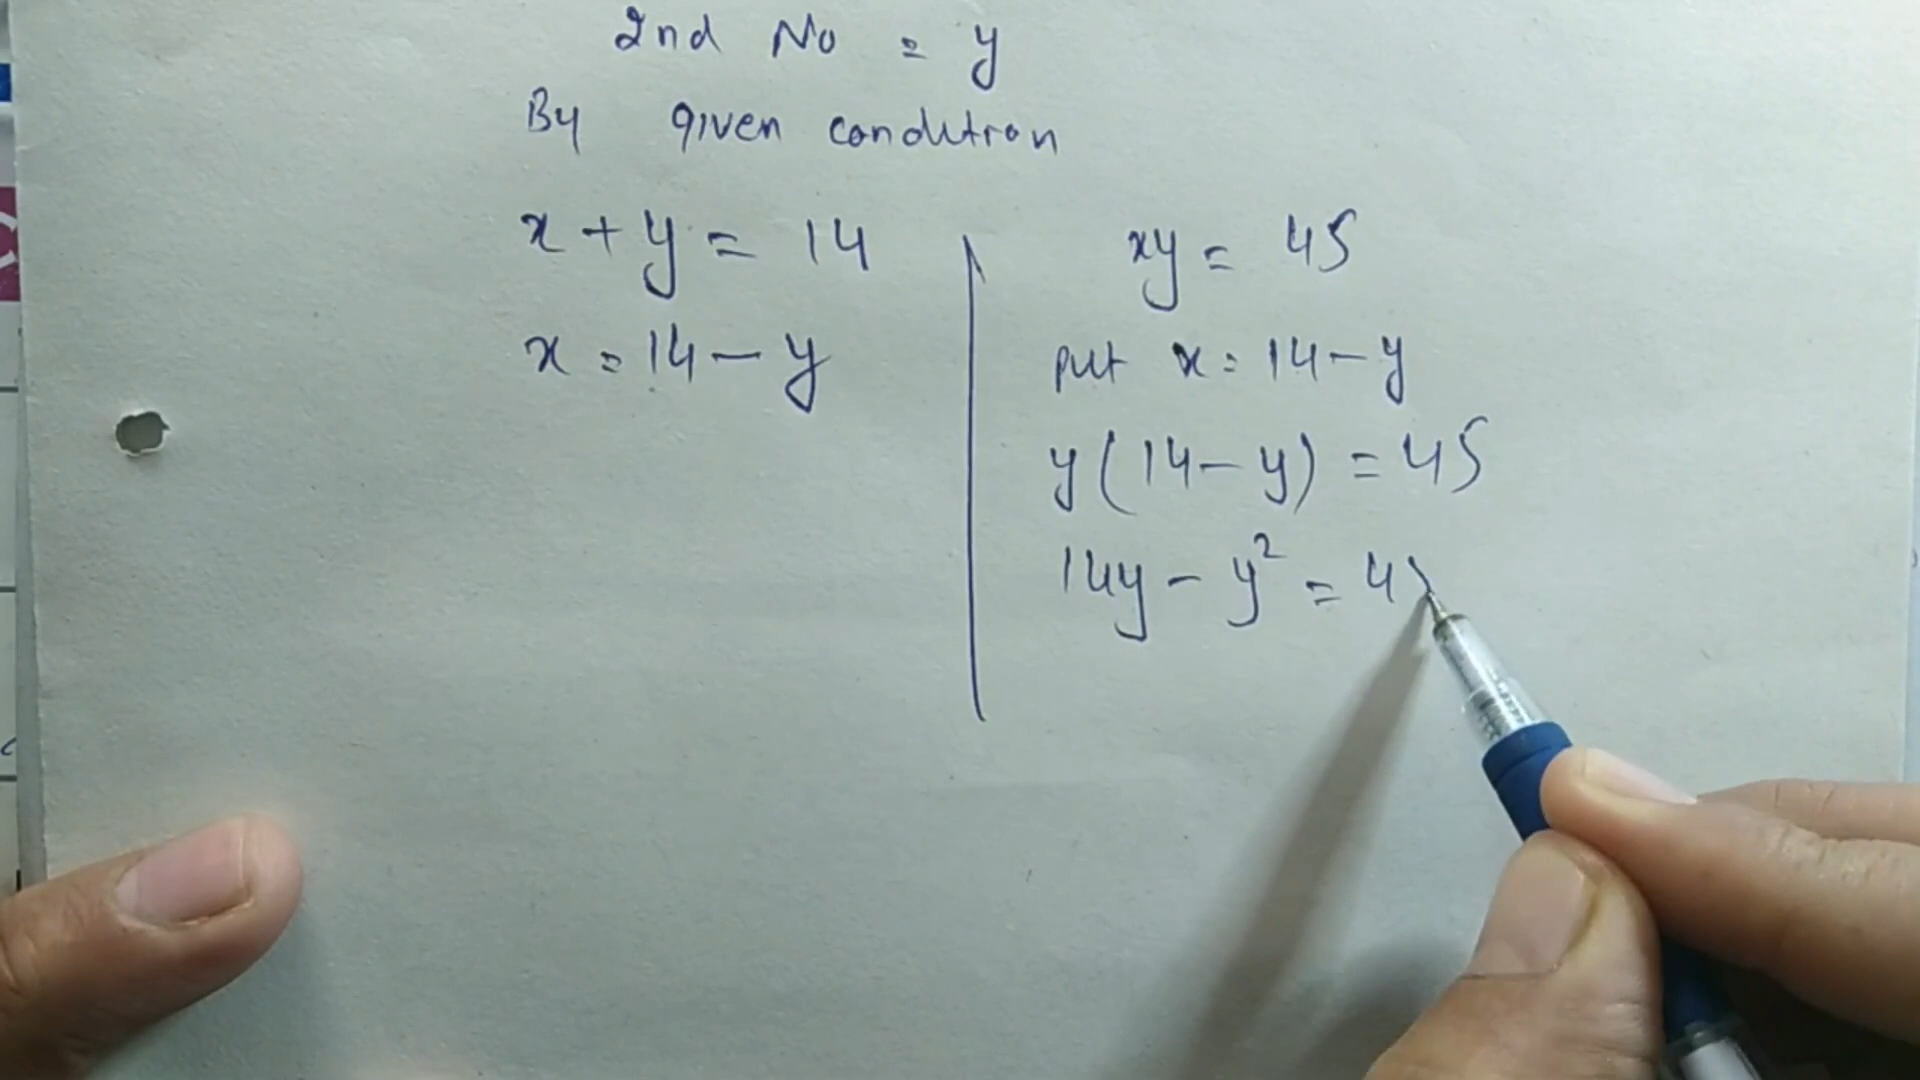 2nd No = y
By given condition
x + y = 14
x = 14 - y
xy = 45
put x = 14 - y
y (14 - y) = 45
14y - y² = 45